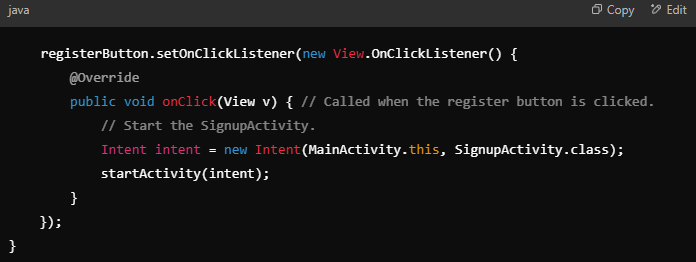 java Copy Edit
registerButton.setOnClickListener(new View.OnClickListener() {
@Override
public void onClick(View v) { // Called when the register button is clicked.
// Start the SignupActivity.
Intent intent = new Intent(MainActivity.this, SignupActivity.class);
startActivity(intent);
}
});
}